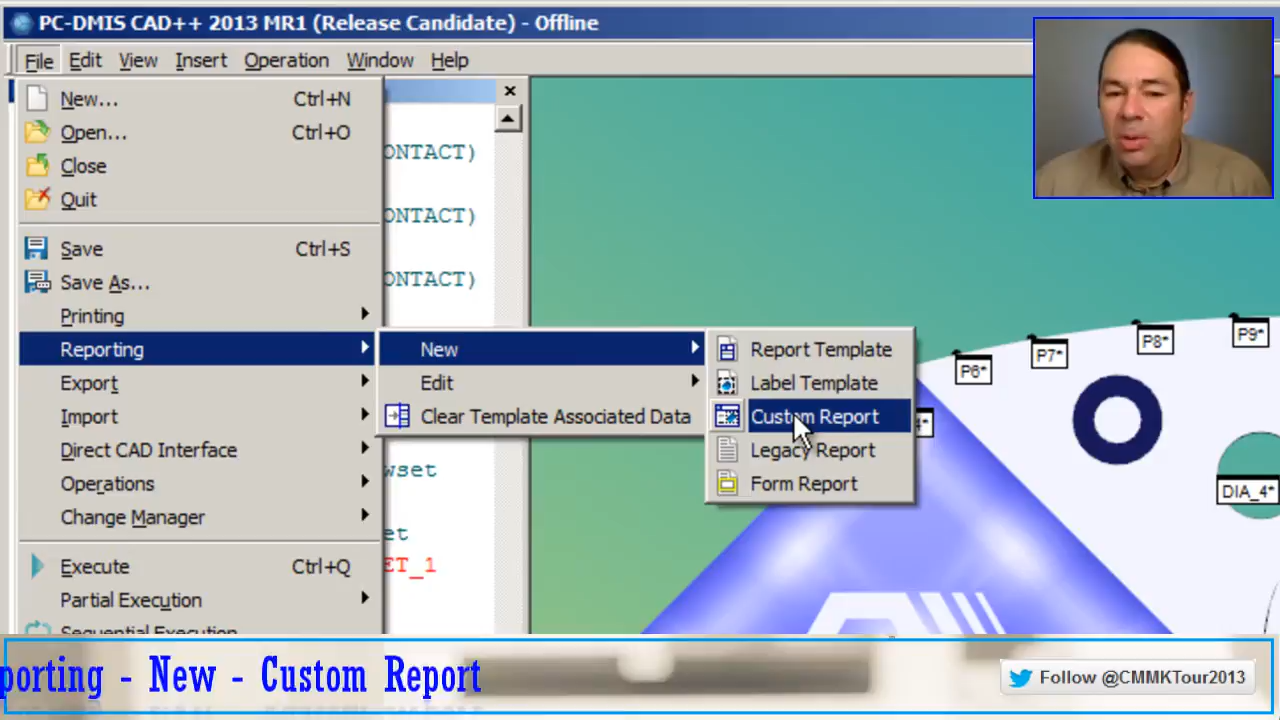 PC-DMIS CAD++ 2013 MR1 (Release Candidate) - Offline
File Edit View Insert Operation Window Help
New... Ctrl+N
Open... Ctrl+O
Close
Quit
Save Ctrl+S
Save As...
Printing
Reporting
Export
Import
Direct CAD Interface
Operations
Change Manager
Execute Ctrl+Q
Partial Execution
Sequential Execution
New
Edit
Clear Template Associated Data
Report Template
Label Template
Custom Report
Legacy Report
Form Report
ONTACT)
ONTACT)
ONTACT)
wset
et
ET_1
P6*
P7*
P8*
P9*
4*
DIA_4*
porting - New - Custom Report
Follow @CMMKTour2013